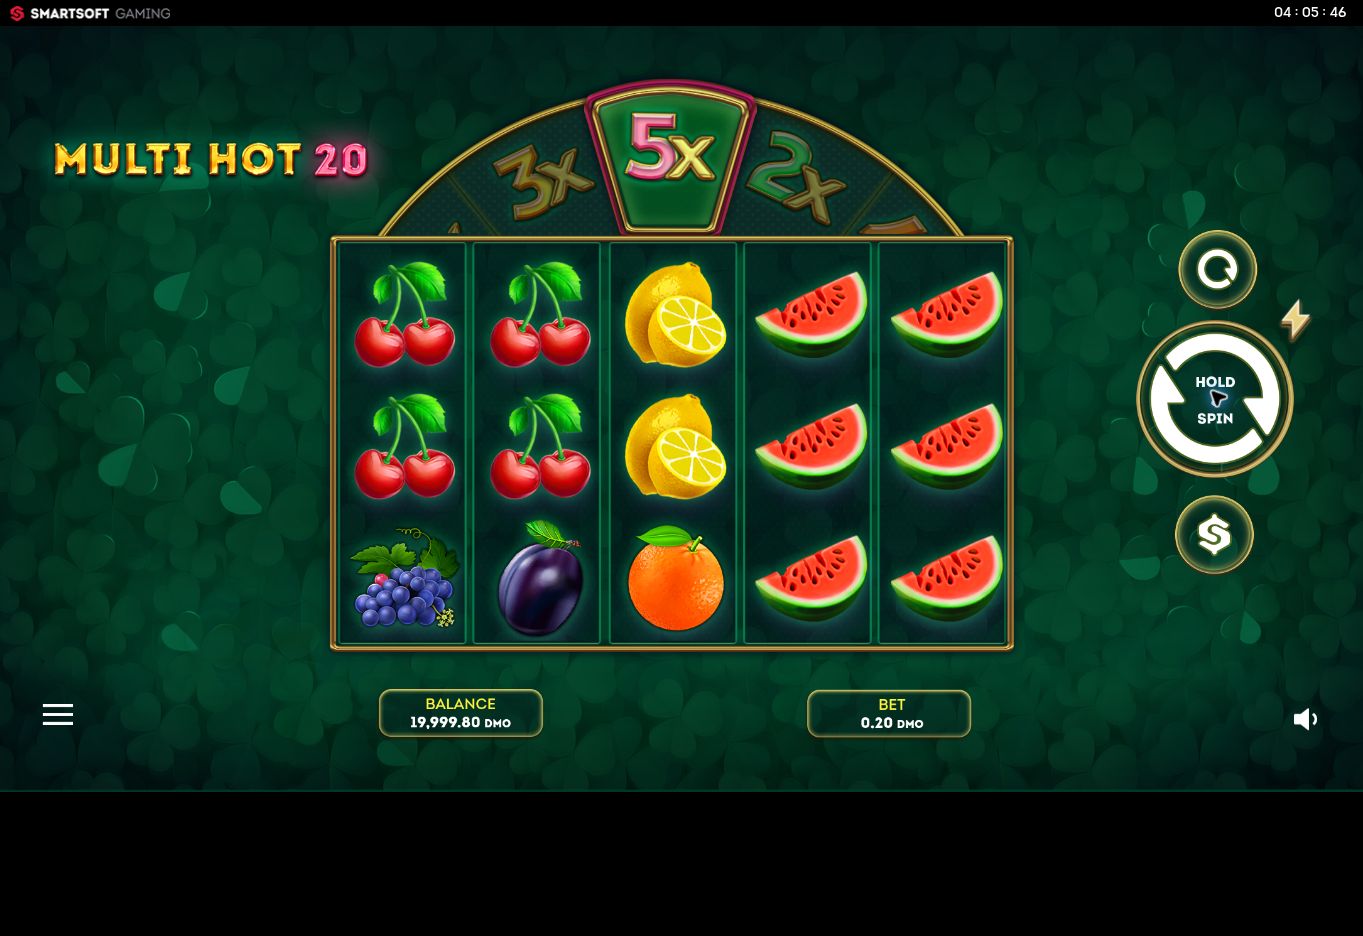 SMARTSOFT GAMING
04 : 05 : 46
MULTI HOT 20
3x
5x
2x
HOLD
SPIN
BALANCE
19,999.80 DMO
BET
0.20 DMO